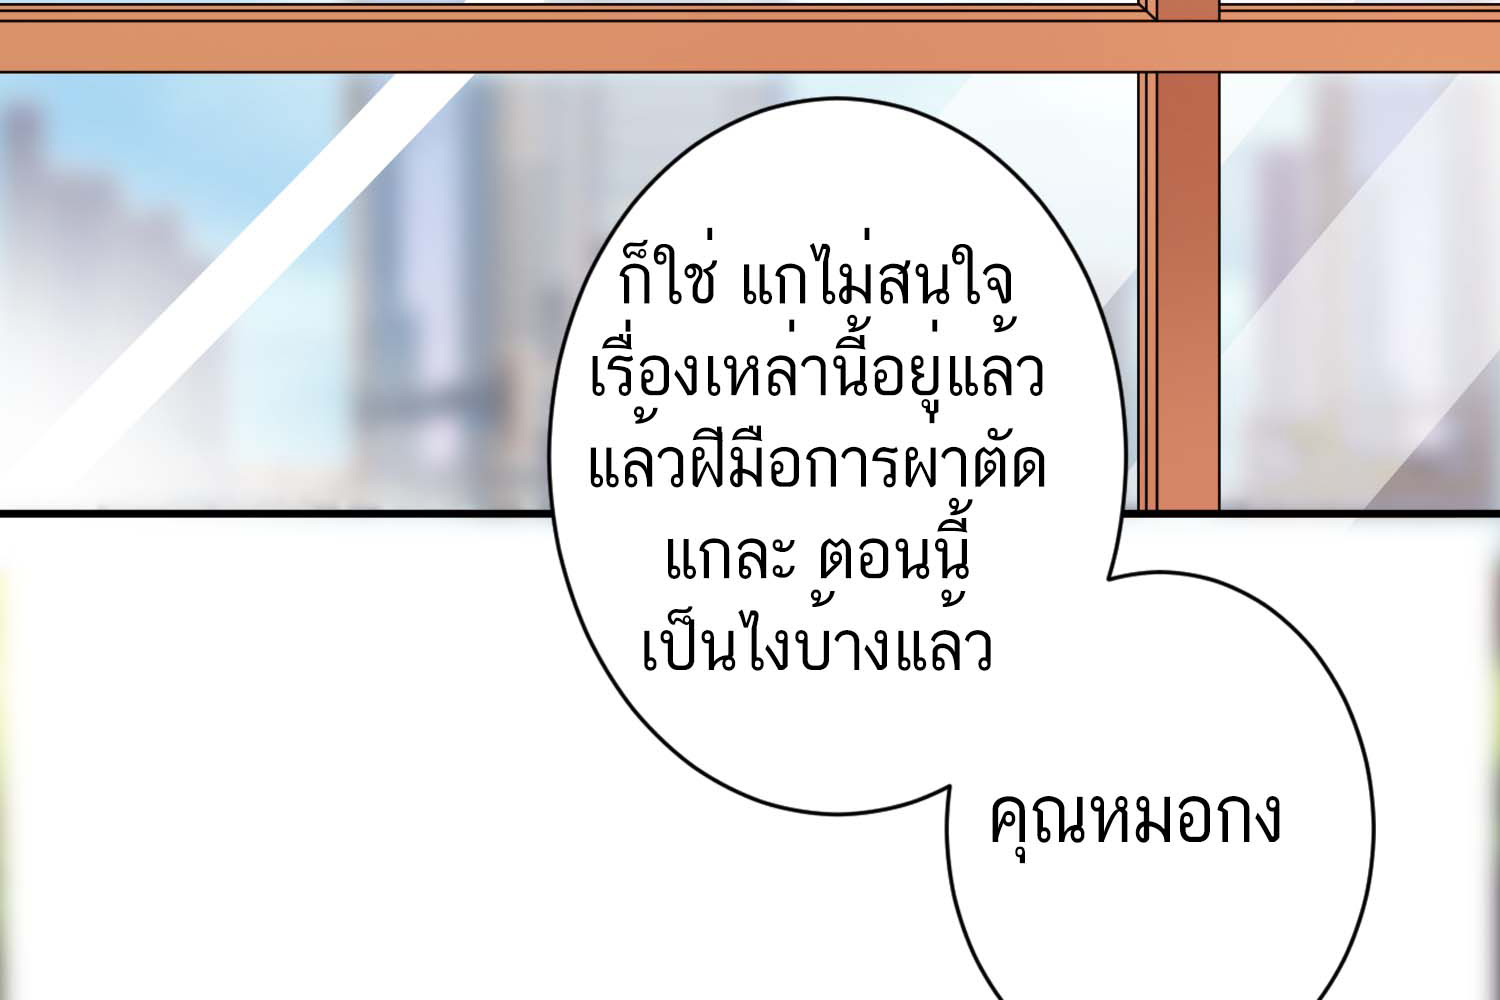 ก็ใช่ แกไม่สนใจ
เรื่องเหล่านี้อยู่แล้ว
แล้วฝีมือการผ่าตัด
แกละ ตอนนี้
เป็นไงบ้างแล้ว
คุณหมอกง